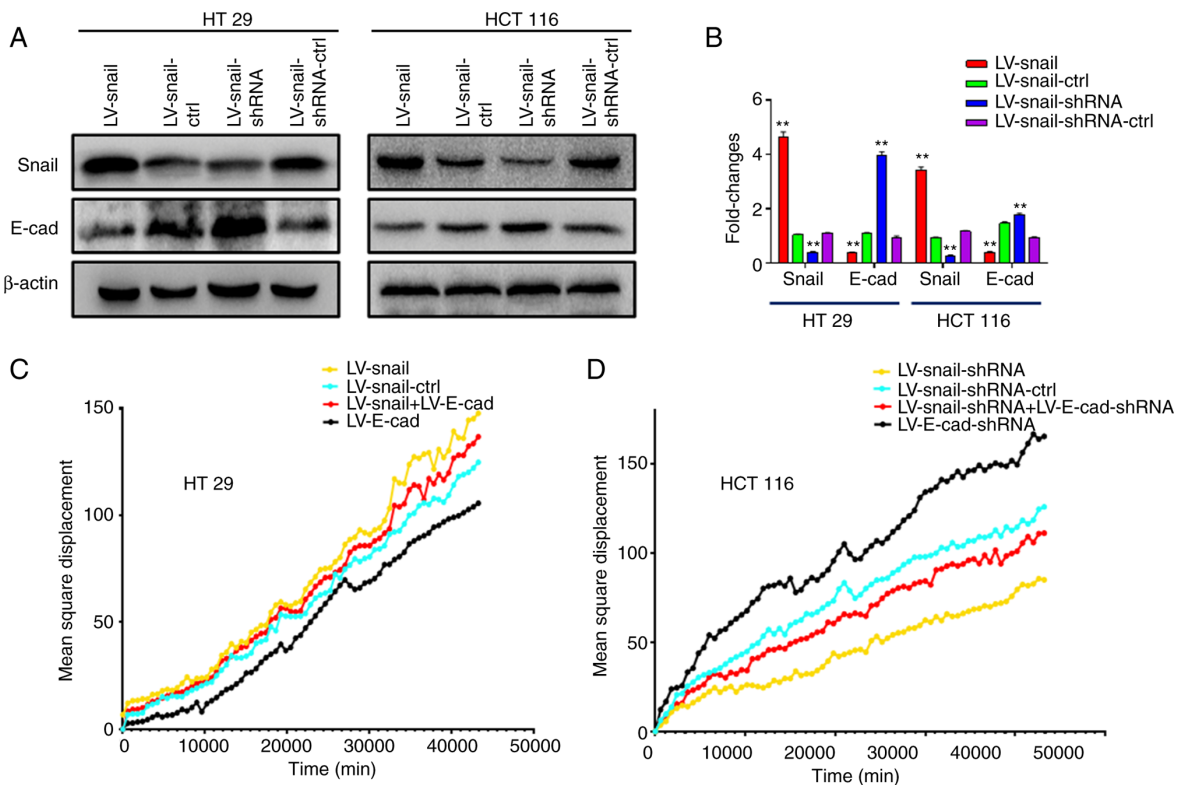 A
HT 29
HCT 116
LV-snail
LV-snail-
ctrl
LV-snail-
shRNA
LV-snail-
shRNA-ctrl
LV-snail
LV-snail-
ctrl
LV-snail-
shRNA
LV-snail-
shRNA-ctrl
Snail
E-cad
β-actin
B
LV-snail
LV-snail-ctrl
LV-snail-shRNA
LV-snail-shRNA-ctrl
Fold-changes
6
4
2
0
**
**
**
**
**
**
**
**
Snail
E-cad
Snail
E-cad
HT 29
HCT 116
C
LV-snail
LV-snail-ctrl
LV-snail+LV-E-cad
LV-E-cad
HT 29
Mean square displacement
150
100
50
0
0
10000
20000
30000
40000
50000
Time (min)
D
LV-snail-shRNA
LV-snail-shRNA-ctrl
LV-snail-shRNA+LV-E-cad-shRNA
LV-E-cad-shRNA
HCT 116
Mean square displacement
150
100
50
0
0
10000
20000
30000
40000
50000
Time (min)